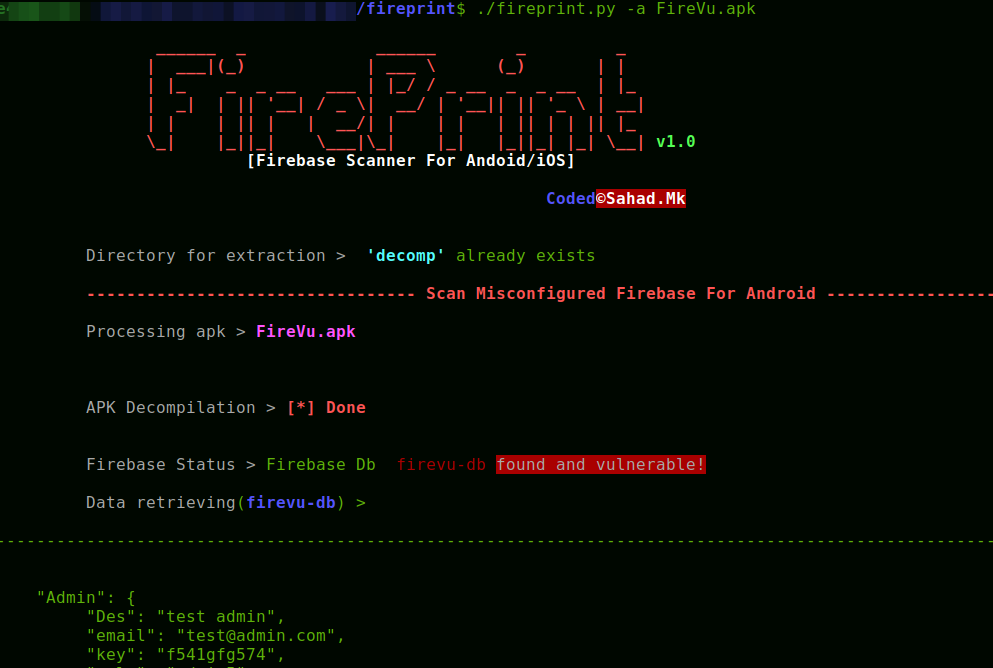 /fireprint$ ./fireprint.py -a FireVu.apk
FirePrint v1.0
[Firebase Scanner For Andoid/iOS]
Coded©Sahad.Mk
Directory for extraction > 'decomp' already exists
--------------------------------- Scan Misconfigured Firebase For Android -----------------
Processing apk > FireVu.apk
APK Decompilation > [*] Done
Firebase Status > Firebase Db firevu-db found and vulnerable!
Data retrieving(firevu-db) >
----------------------------------------------------------------------------------------------------
"Admin": {
"Des": "test admin",
"email": "test@admin.com",
"key": "f541gfg574",